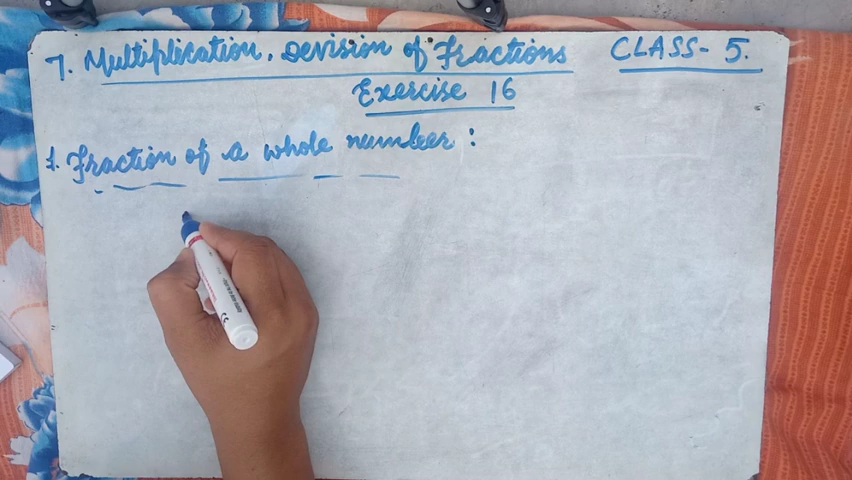 7. Multiplication, Devision of Fractions CLASS- 5.
Exercise 16
1. Fraction of a whole number :